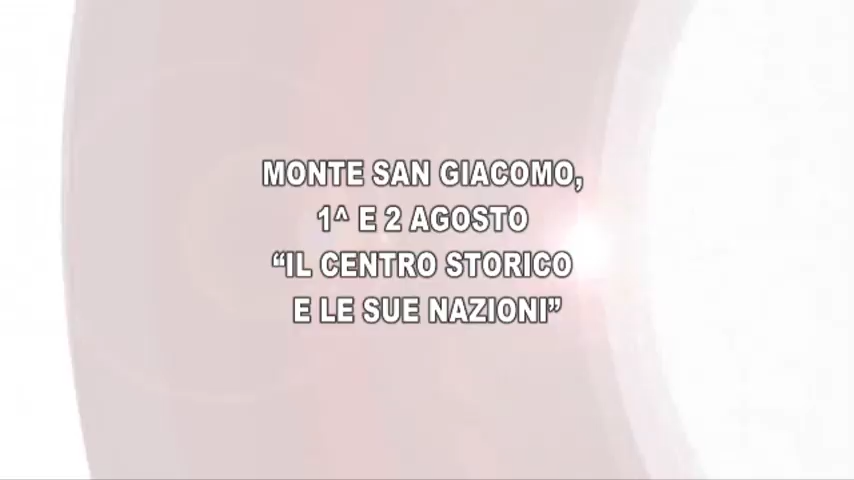 MONTE SAN GIACOMO,
1^ E 2 AGOSTO
“IL CENTRO STORICO
E LE SUE NAZIONI”